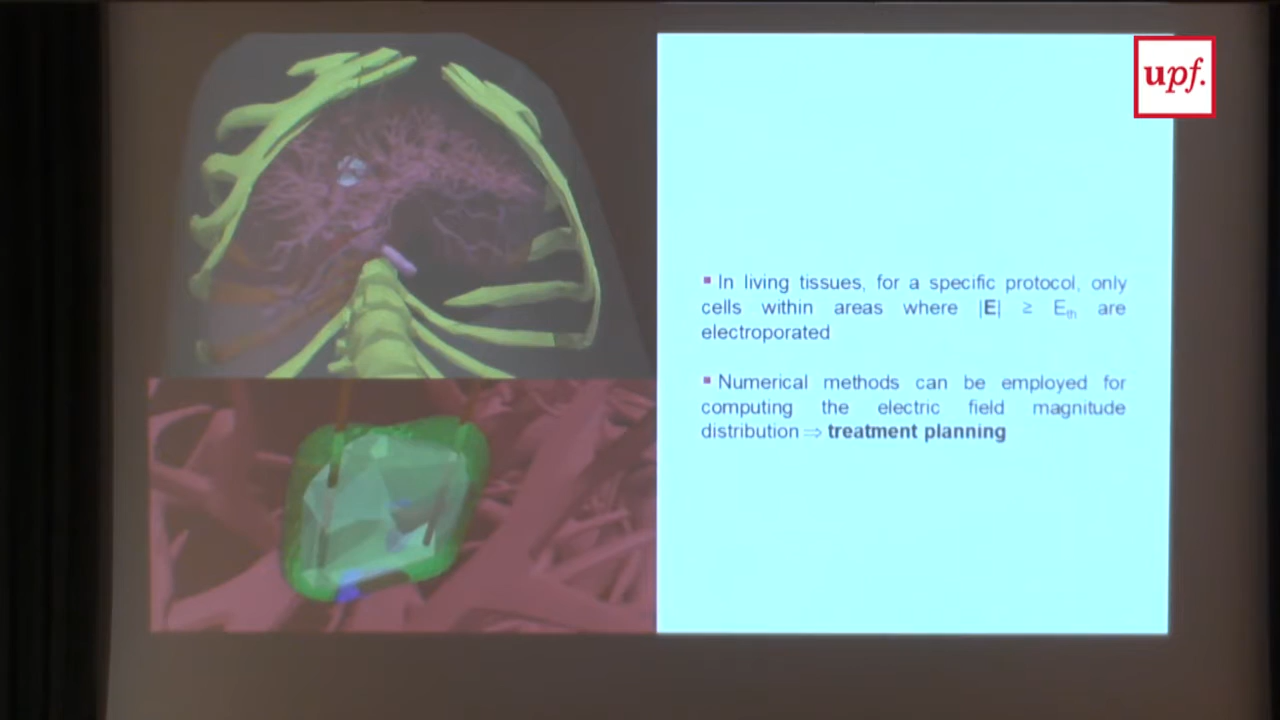 upf.
▪ In living tissues, for a specific protocol, only
cells within areas where |E| ≥ Eth are
electroporated
▪ Numerical methods can be employed for
computing the electric field magnitude
distribution ⇒ treatment planning